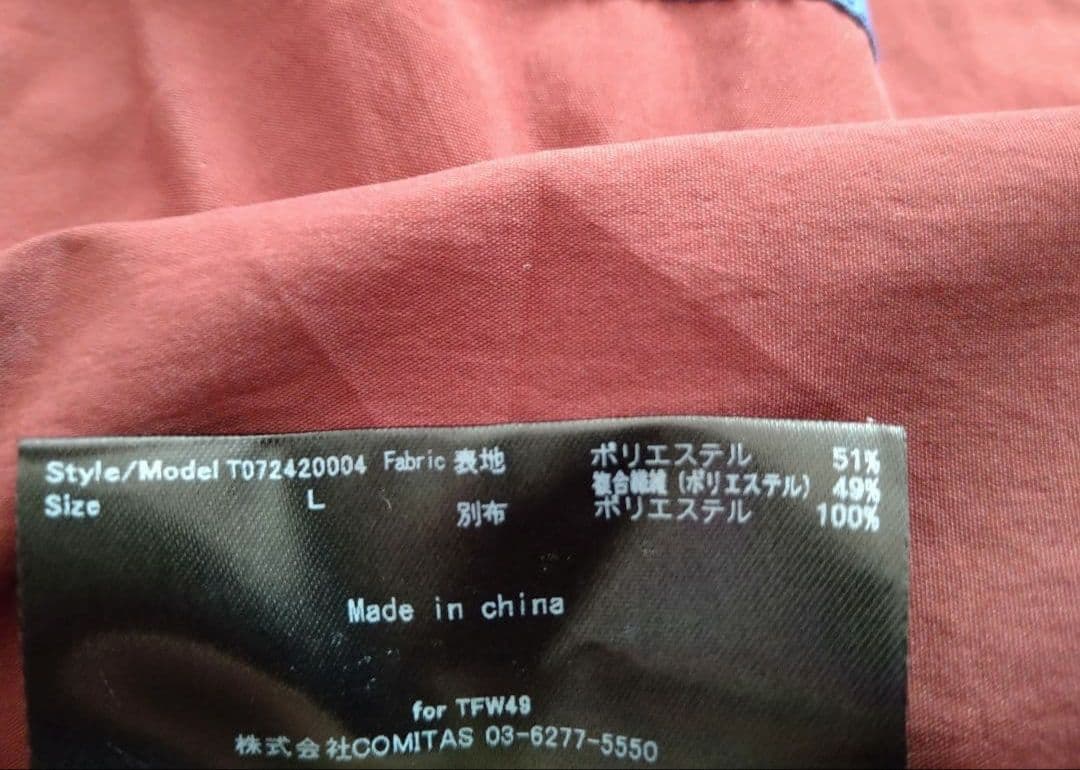 Style/Model T072420004 Fabric 表地 ポリエステル 51%
複合繊維 (ポリエステル) 49%
Size L 別布 ポリエステル 100%
Made in china
for TFW49
株式会社COMITAS 03-6277-5550